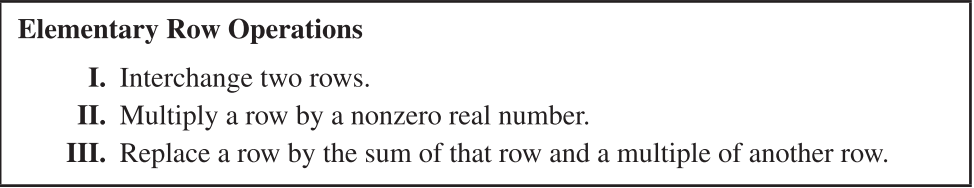 Elementary Row Operations
I. Interchange two rows.
II. Multiply a row by a nonzero real number.
III. Replace a row by the sum of that row and a multiple of another row.